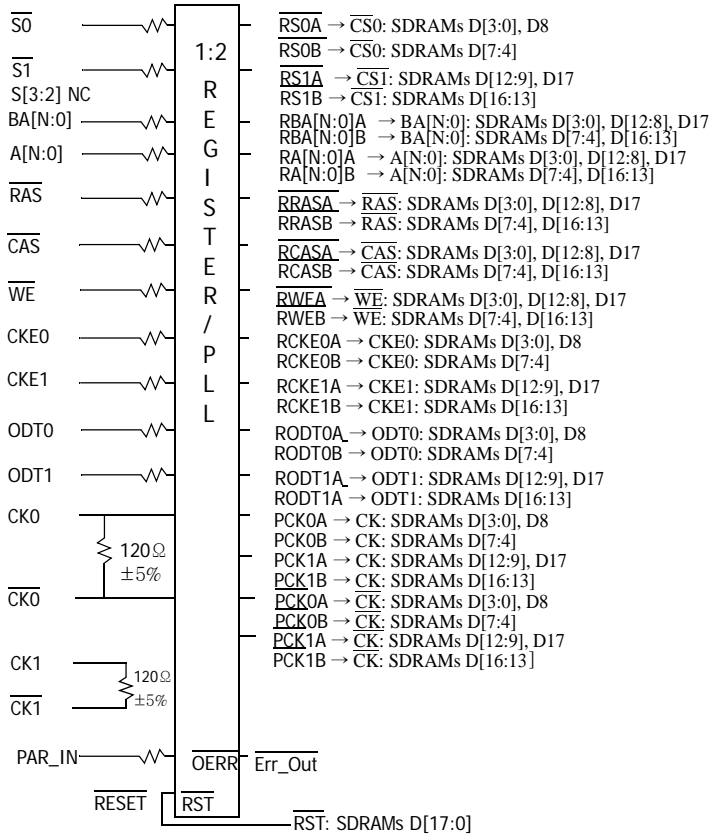 S0
S1
S[3:2] NC
BA[N:0]
A[N:0]
RAS
CAS
WE
CKE0
CKE1
ODT0
ODT1
CK0
120Ω
±5%
CK0
CK1
120Ω
±5%
CK1
PAR_IN
RESET
1:2
R
E
G
I
S
T
E
R
/
P
L
L
OERR
RST
RS0A → CS0: SDRAMs D[3:0], D8
RS0B → CS0: SDRAMs D[7:4]
RS1A → CS1: SDRAMs D[12:9], D17
RS1B → CS1: SDRAMs D[16:13]
RBA[N:0]A → BA[N:0]: SDRAMs D[3:0], D[12:8], D17
RBA[N:0]B → BA[N:0]: SDRAMs D[7:4], D[16:13]
RA[N:0]A → A[N:0]: SDRAMs D[3:0], D[12:8], D17
RA[N:0]B → A[N:0]: SDRAMs D[7:4], D[16:13]
RRASA → RAS: SDRAMs D[3:0], D[12:8], D17
RRASB → RAS: SDRAMs D[7:4], D[16:13]
RCASA → CAS: SDRAMs D[3:0], D[12:8], D17
RCASB → CAS: SDRAMs D[7:4], D[16:13]
RWEA → WE: SDRAMs D[3:0], D[12:8], D17
RWEB → WE: SDRAMs D[7:4], D[16:13]
RCKE0A → CKE0: SDRAMs D[3:0], D8
RCKE0B → CKE0: SDRAMs D[7:4]
RCKE1A → CKE1: SDRAMs D[12:9], D17
RCKE1B → CKE1: SDRAMs D[16:13]
RODT0A → ODT0: SDRAMs D[3:0], D8
RODT0B → ODT0: SDRAMs D[7:4]
RODT1A → ODT1: SDRAMs D[12:9], D17
RODT1A → ODT1: SDRAMs D[16:13]
PCK0A → CK: SDRAMs D[3:0], D8
PCK0B → CK: SDRAMs D[7:4]
PCK1A → CK: SDRAMs D[12:9], D17
PCK1B → CK: SDRAMs D[16:13]
PCK0A → CK: SDRAMs D[3:0], D8
PCK0B → CK: SDRAMs D[7:4]
PCK1A → CK: SDRAMs D[12:9], D17
PCK1B → CK: SDRAMs D[16:13]
Err_Out
RST: SDRAMs D[17:0]